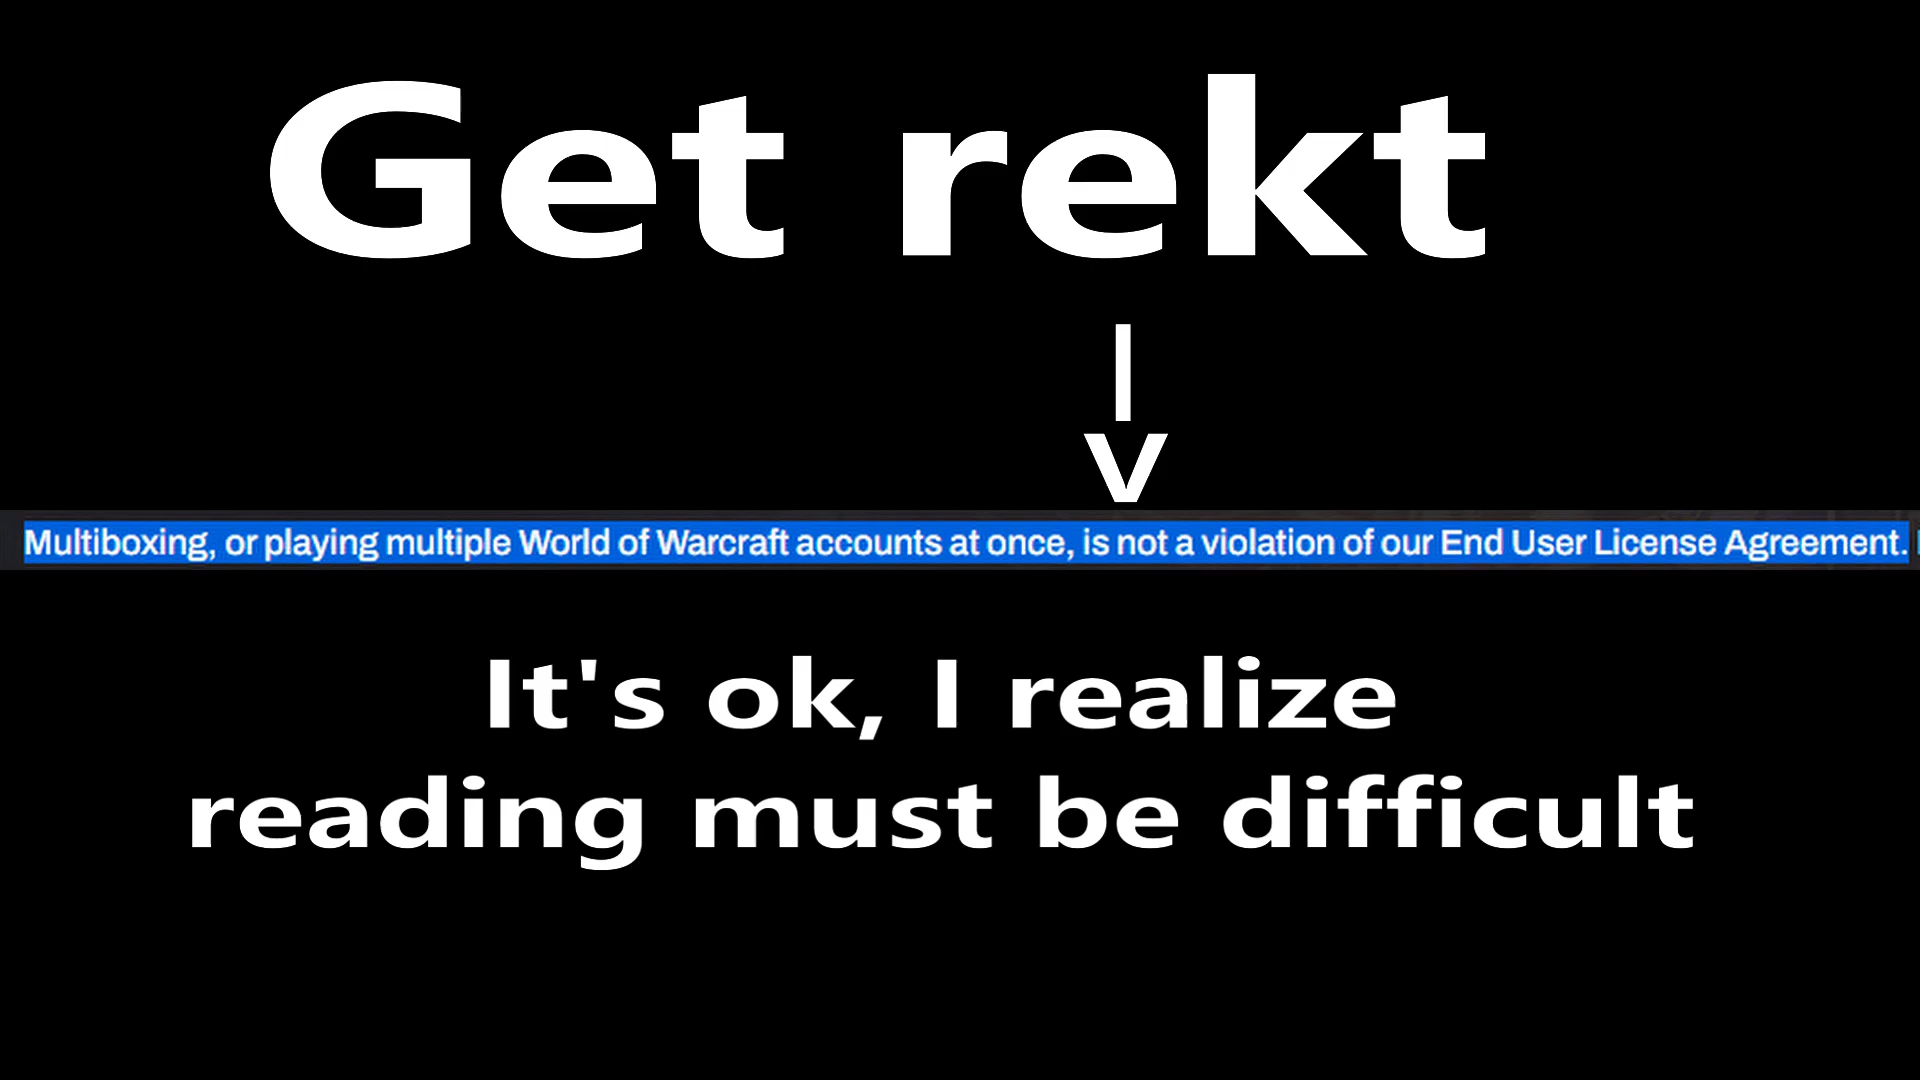 Get rekt
|
V
Multiboxing, or playing multiple World of Warcraft accounts at once, is not a violation of our End User License Agreement.
It's ok, I realize
reading must be difficult